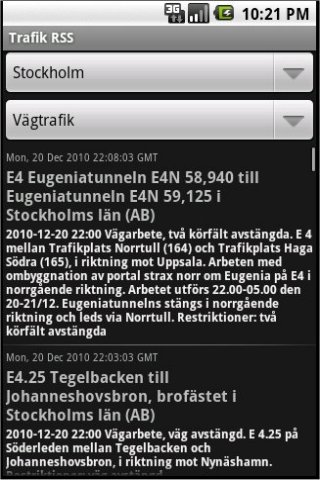 3G
10:21 PM
Trafik RSS
Stockholm
Vägtrafik
Mon, 20 Dec 2010 22:08:03 GMT
E4 Eugeniatunneln E4N 58,940 till
Eugeniatunneln E4N 59,125 i
Stockholms län (AB)
2010-12-20 22:00 Vägarbete, två körfält avstängda. E 4
mellan Trafikplats Norrtull (164) och Trafikplats Haga
Södra (165), i riktning mot Uppsala. Arbeten med
ombyggnation av portal strax norr om Eugenia på E4 i
norrgående riktning. Arbetet utförs 22.00-05.00 den
20-21/12. Eugeniatunnelns stängs i norrgående
riktning och leds via Norrtull. Restriktioner: två
körfält avstängda
Mon, 20 Dec 2010 22:03:03 GMT
E4.25 Tegelbacken till
Johanneshovsbron, brofästet i
Stockholms län (AB)
2010-12-20 22:00 Vägarbete, väg avstängd. E 4.25 på
Söderleden mellan Tegelbacken och
Johanneshovsbron, i riktning mot Nynäshamn.